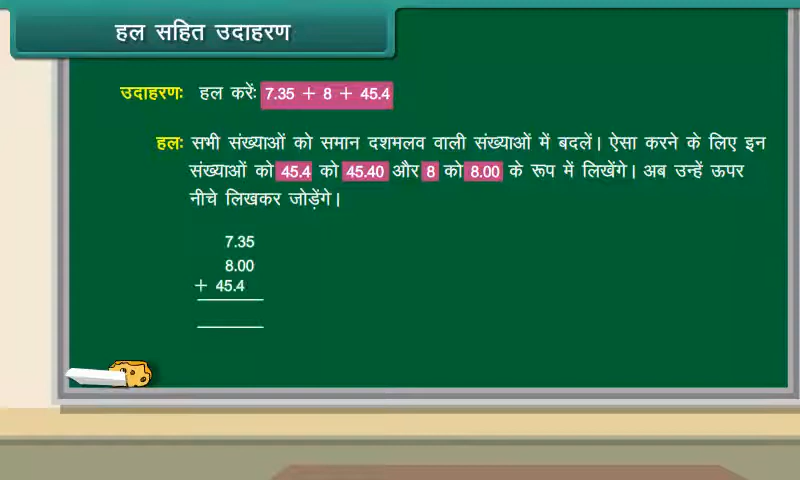 हल सहित उदाहरण
उदाहरणः हल करेंः 7.35 + 8 + 45.4
हलः सभी संख्याओं को समान दशमलव वाली संख्याओं में बदलें। ऐसा करने के लिए इन
संख्याओं को 45.4 को 45.40 और 8 को 8.00 के रूप में लिखेंगे। अब उन्हें ऊपर
नीचे लिखकर जोड़ेंगे।
7.35
8.00
+ 45.4